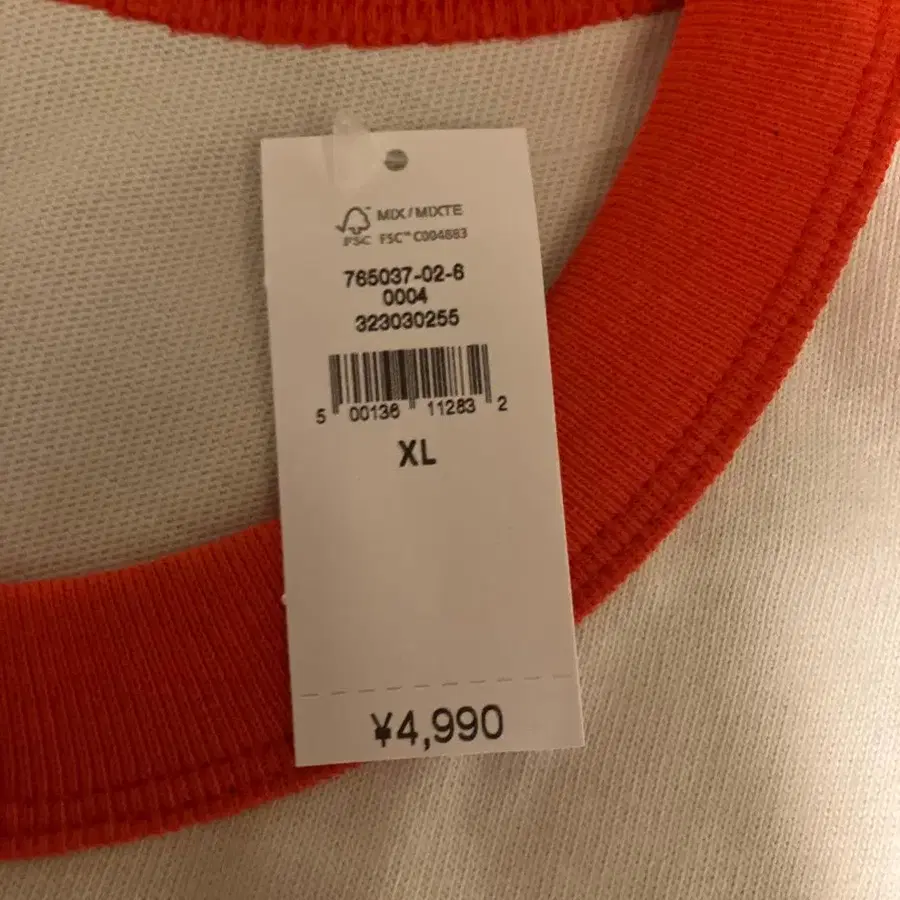 MIX / MIXTE
FSC FSC™ C004883
765037-02-6
0004
323030255
5 00136 11283 2
XL
¥4,990